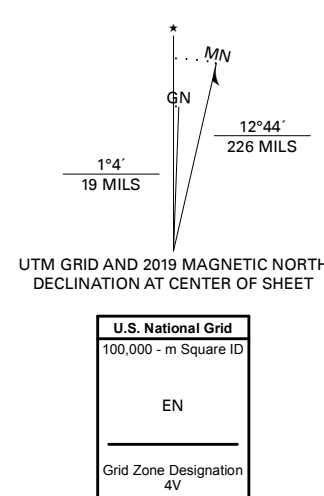 ★
MN
GN
12°44´
226 MILS
1°4´
19 MILS
UTM GRID AND 2019 MAGNETIC NORTH
DECLINATION AT CENTER OF SHEET
U.S. National Grid
100,000 - m Square ID
EN
Grid Zone Designation
4V